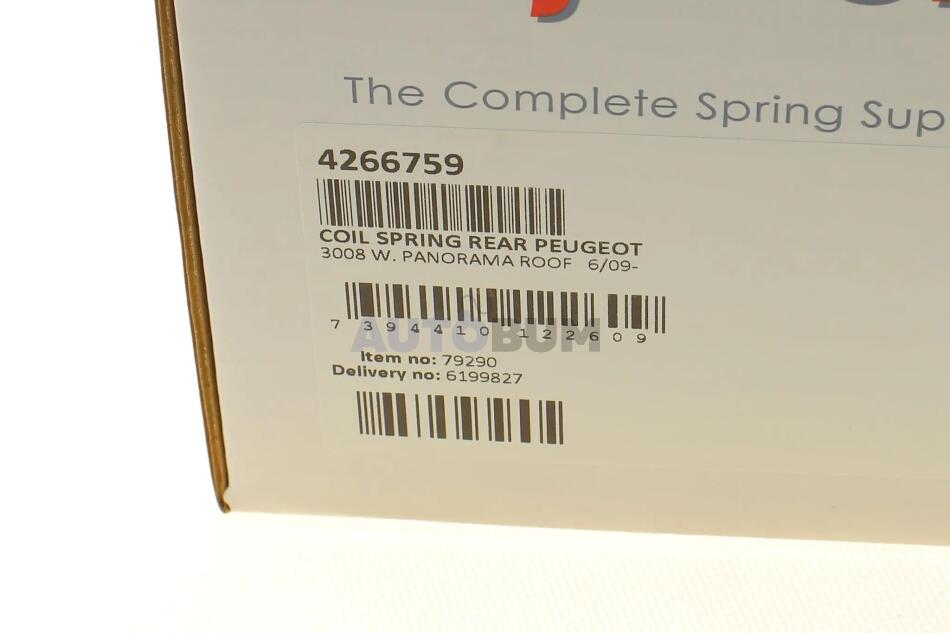 The Complete Spring Sup
4266759
COIL SPRING REAR PEUGEOT
3008 W. PANORAMA ROOF 6/09-
7 394410 122609
AUTOBUM
Item no: 79290
Delivery no: 6199827